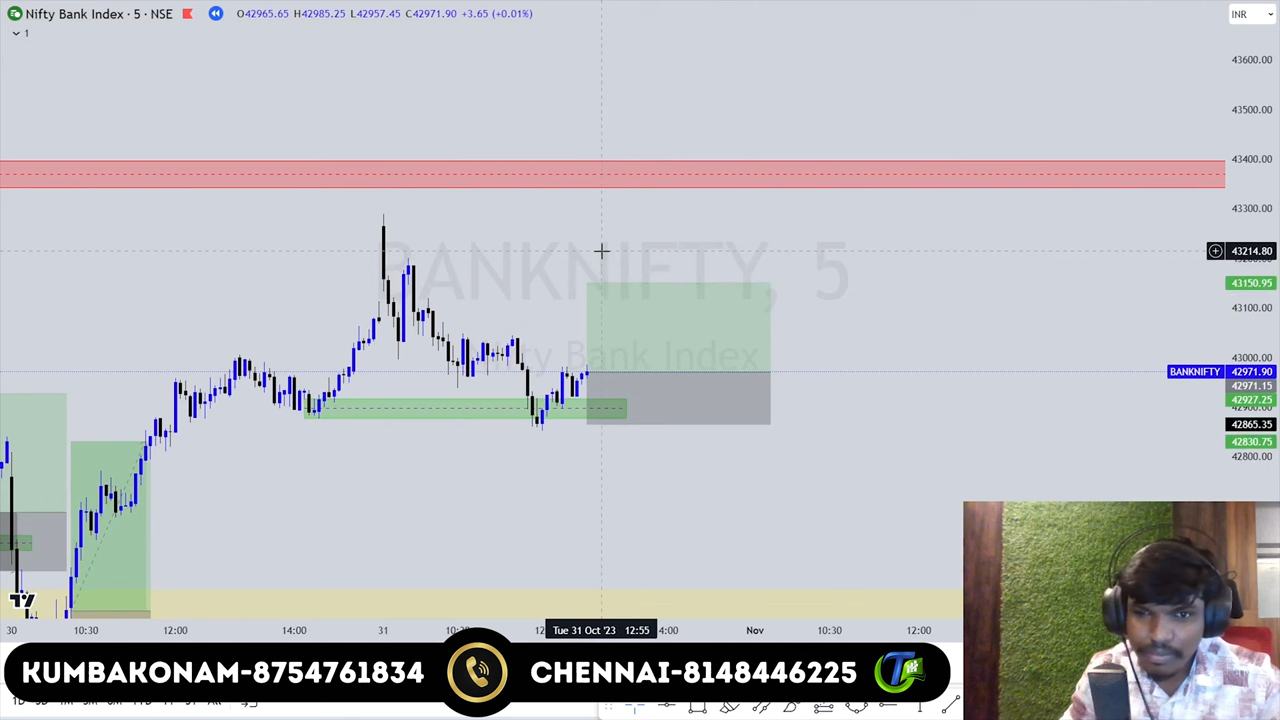 Nifty Bank Index · 5 · NSE
O42965.65 H42985.25 L42957.45 C42971.90 +3.65 (+0.01%)
INR
1
BANKNIFTY, 5
Nifty Bank Index
43600.00
43500.00
43400.00
43300.00
43214.80
43150.95
43100.00
43000.00
BANKNIFTY 42971.90
42971.15
42927.25
42865.35
42830.75
42800.00
30 10:30 12:00 14:00 31 Tue 31 Oct '23 12:55 4:00 Nov 10:30 12:00
KUMBAKONAM-8754761834
CHENNAI-8148446225